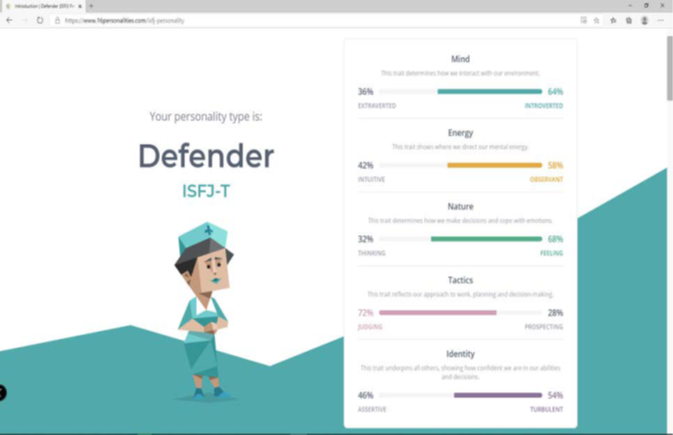 Introduction | Defender (ISFJ) Pe
https://www.16personalities.com/isfj-personality
Your personality type is:
Defender
ISFJ-T
Mind
This trait determines how we interact with our environment.
36% 64%
EXTRAVERTED INTROVERTED
Energy
This trait shows where we direct our mental energy.
42% 58%
INTUITIVE OBSERVANT
Nature
This trait determines how we make decisions and cope with emotions.
32% 68%
THINKING FEELING
Tactics
This trait reflects our approach to work, planning and decision-making.
72% 28%
JUDGING PROSPECTING
Identity
This trait underpins all others, showing how confident we are in our abilities
and decisions.
46% 54%
ASSERTIVE TURBULENT